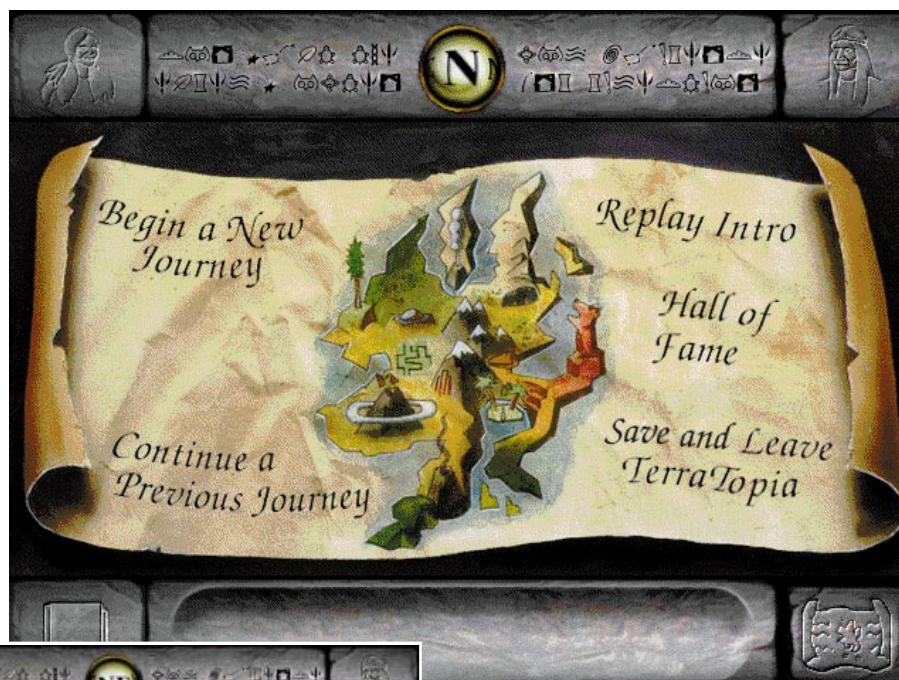 N
Begin a New
Journey
Replay Intro
Hall of
Fame
Continue a
Previous Journey
Save and Leave
TerraTopia